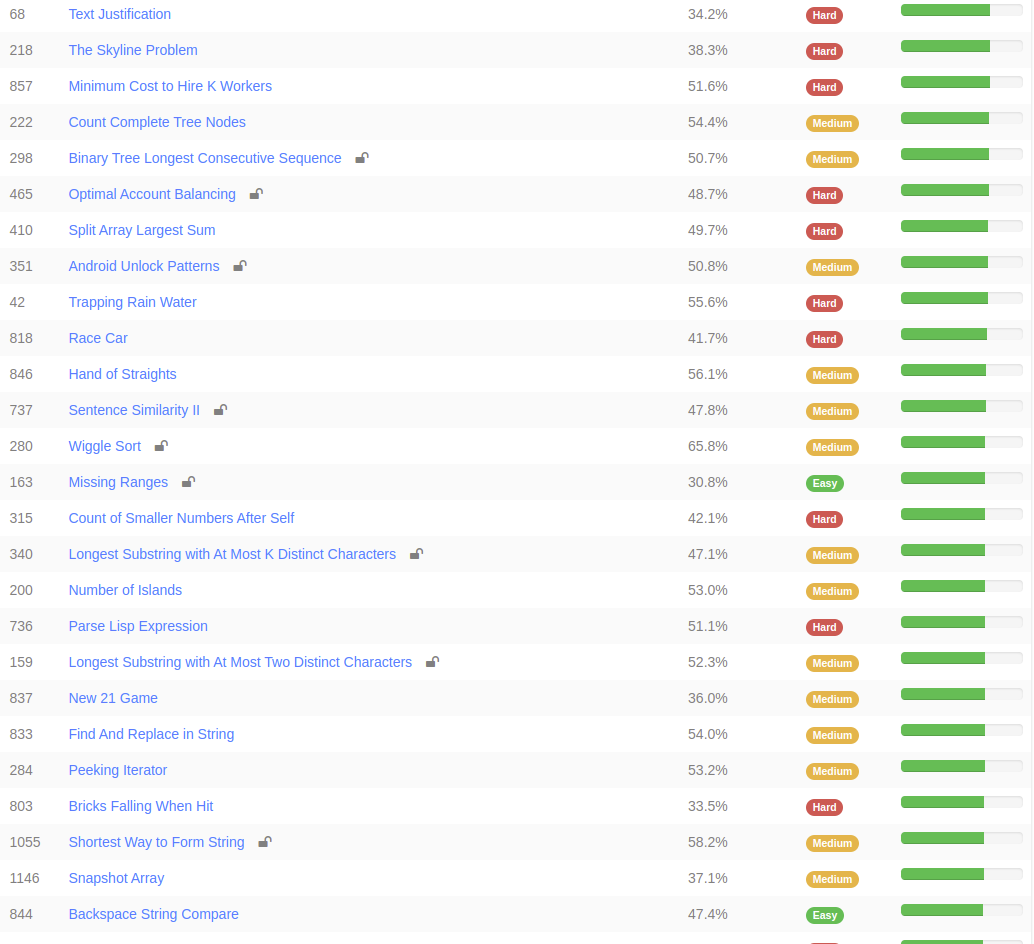 68 Text Justification 34.2% Hard
218 The Skyline Problem 38.3% Hard
857 Minimum Cost to Hire K Workers 51.6% Hard
222 Count Complete Tree Nodes 54.4% Medium
298 Binary Tree Longest Consecutive Sequence 50.7% Medium
465 Optimal Account Balancing 48.7% Hard
410 Split Array Largest Sum 49.7% Hard
351 Android Unlock Patterns 50.8% Medium
42 Trapping Rain Water 55.6% Hard
818 Race Car 41.7% Hard
846 Hand of Straights 56.1% Medium
737 Sentence Similarity II 47.8% Medium
280 Wiggle Sort 65.8% Medium
163 Missing Ranges 30.8% Easy
315 Count of Smaller Numbers After Self 42.1% Hard
340 Longest Substring with At Most K Distinct Characters 47.1% Medium
200 Number of Islands 53.0% Medium
736 Parse Lisp Expression 51.1% Hard
159 Longest Substring with At Most Two Distinct Characters 52.3% Medium
837 New 21 Game 36.0% Medium
833 Find And Replace in String 54.0% Medium
284 Peeking Iterator 53.2% Medium
803 Bricks Falling When Hit 33.5% Hard
1055 Shortest Way to Form String 58.2% Medium
1146 Snapshot Array 37.1% Medium
844 Backspace String Compare 47.4% Easy